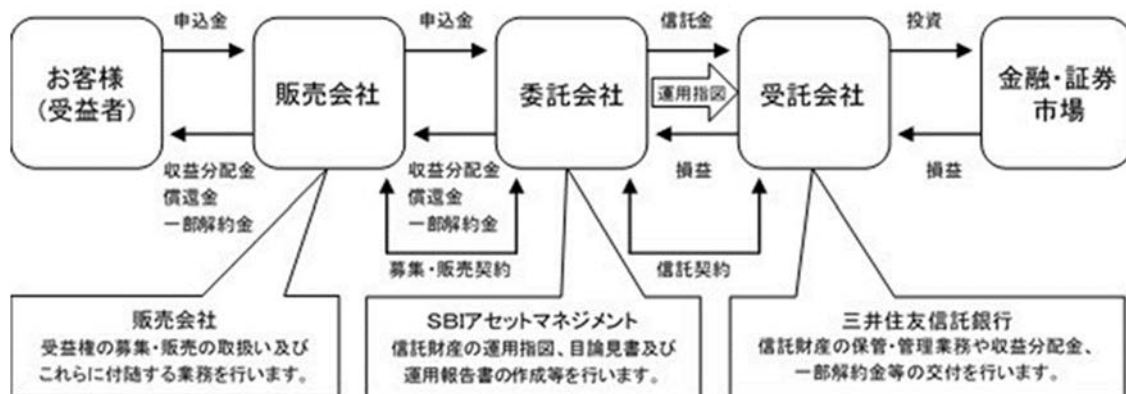 申込金
申込金
信託金
投資
お客様
(受益者)
販売会社
委託会社
運用指図
受託会社
金融・証券
市場
収益分配金
償還金
一部解約金
収益分配金
償還金
一部解約金
損益
損益
募集・販売契約
信託契約
販売会社
受益権の募集・販売の取扱い及び
これらに付随する業務を行います。
SBIアセットマネジメント
信託財産の運用指図、目論見書及び
運用報告書の作成等を行います。
三井住友信託銀行
信託財産の保管・管理業務や収益分配金、
一部解約金等の交付を行います。